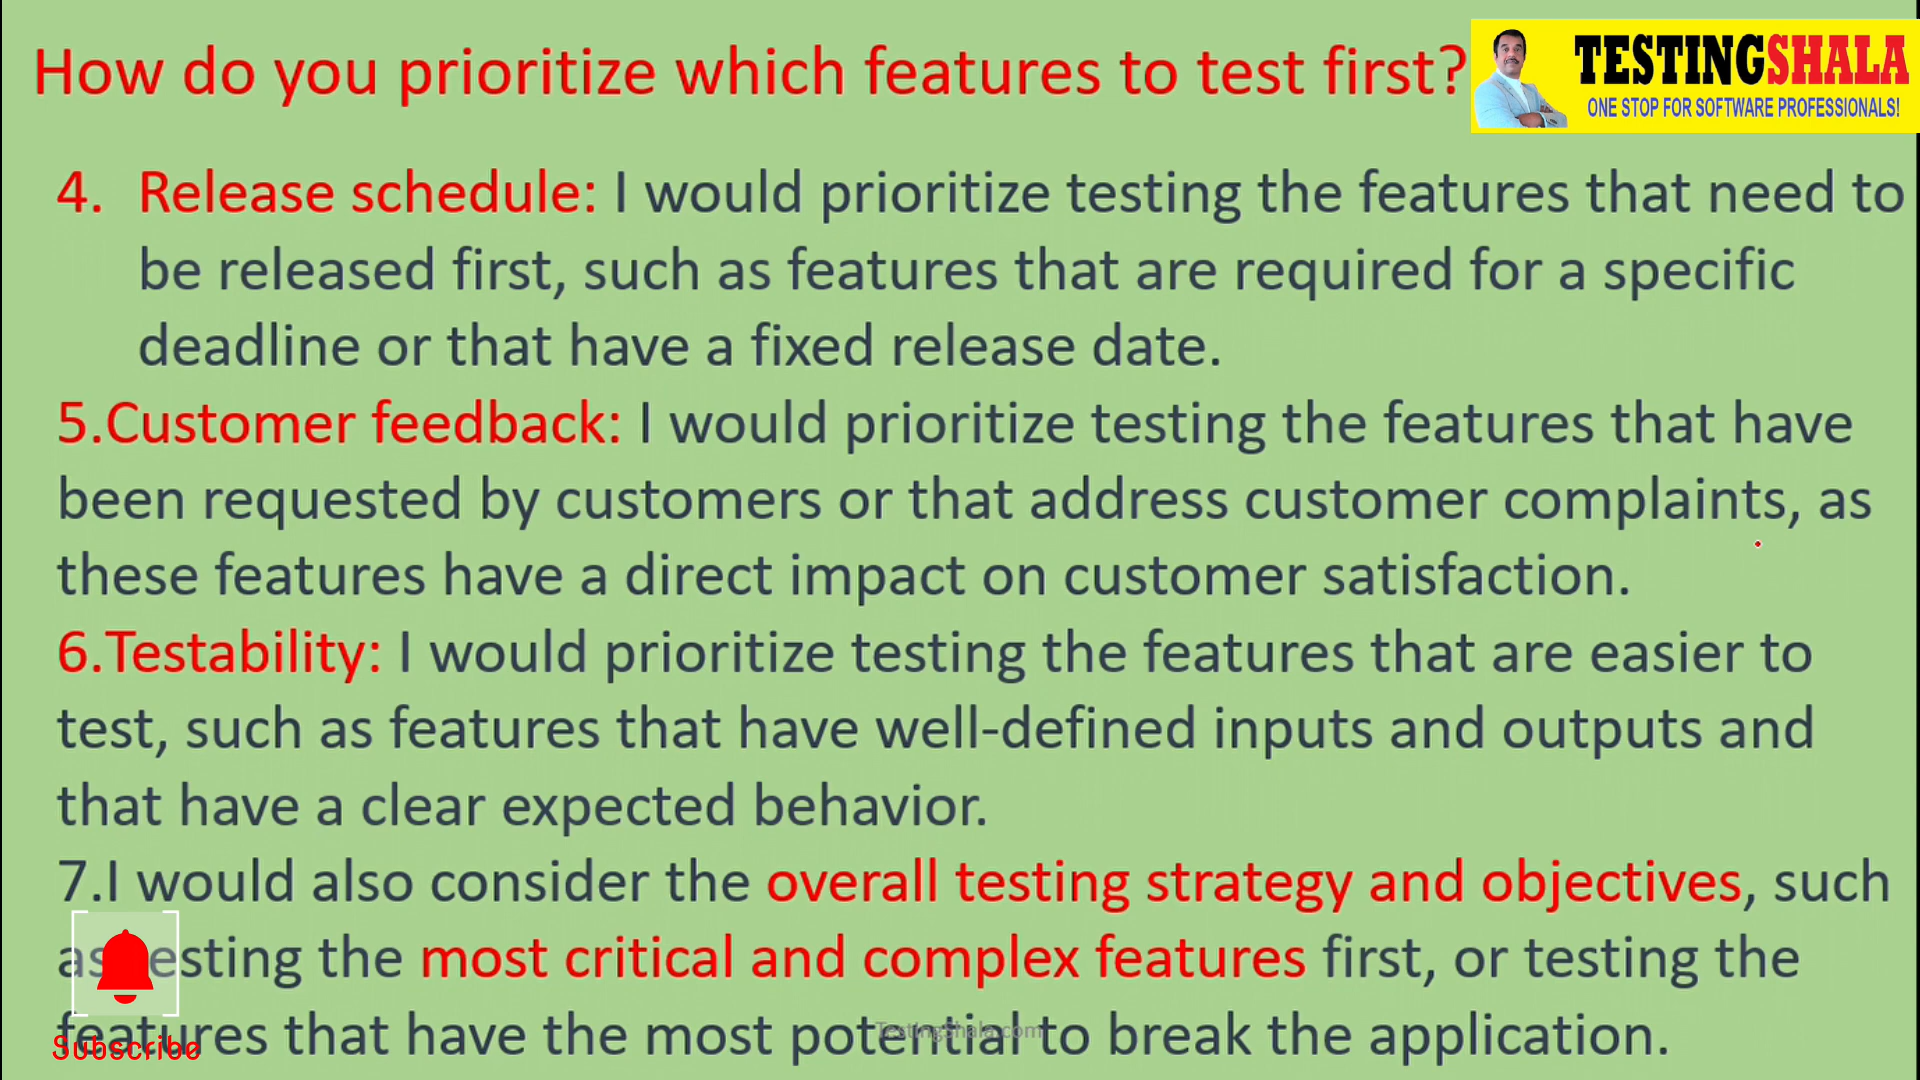 How do you prioritize which features to test first?
TESTINGSHALA
ONE STOP FOR SOFTWARE PROFESSIONALS!
4. Release schedule: I would prioritize testing the features that need to
be released first, such as features that are required for a specific
deadline or that have a fixed release date.
5.Customer feedback: I would prioritize testing the features that have
been requested by customers or that address customer complaints, as
these features have a direct impact on customer satisfaction.
6.Testability: I would prioritize testing the features that are easier to
test, such as features that have well-defined inputs and outputs and
that have a clear expected behavior.
7.I would also consider the overall testing strategy and objectives, such
as testing the most critical and complex features first, or testing the
features that have the most potential to break the application.
TestingShala.com
Subscribe